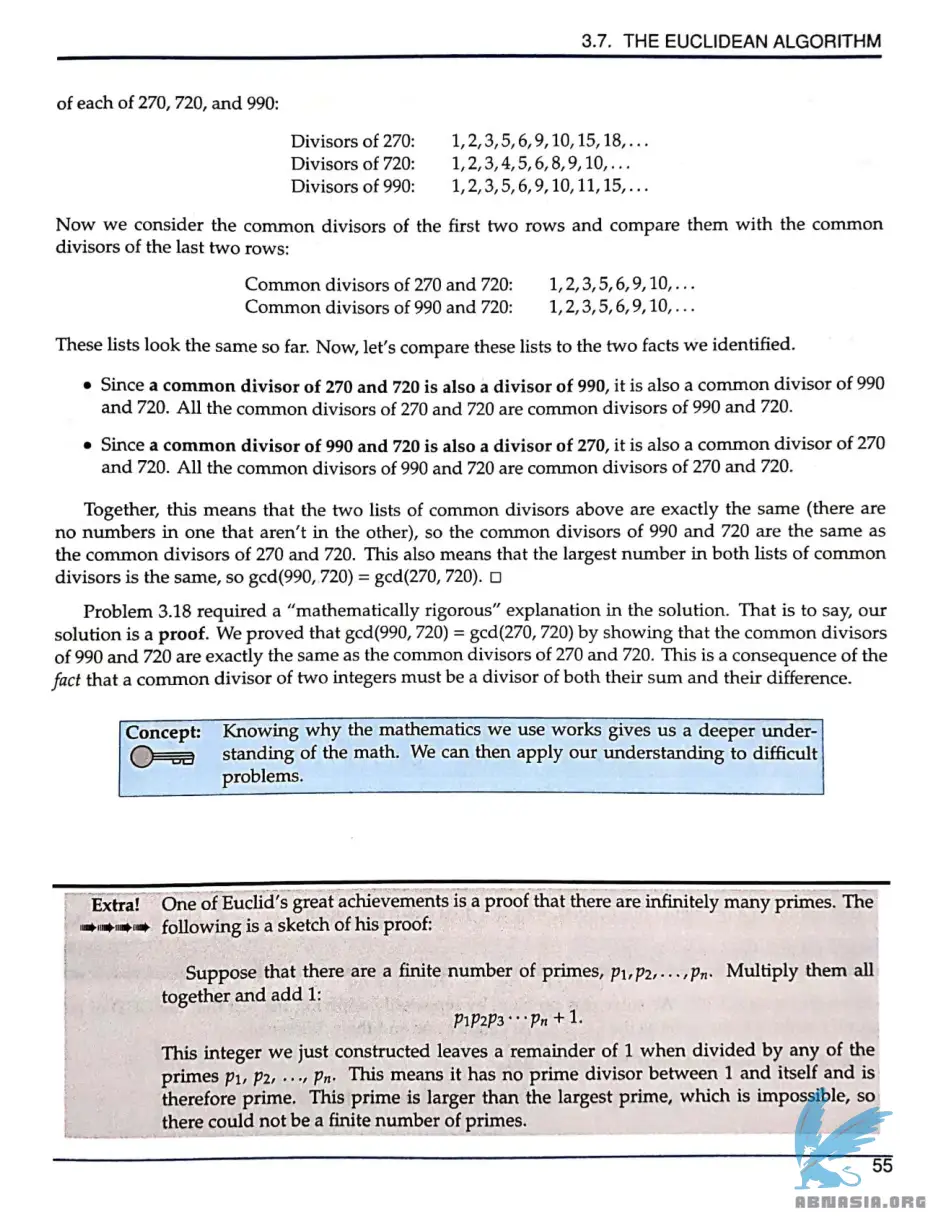 3.7. THE EUCLIDEAN ALGORITHM
of each of 270, 720, and 990:
Divisors of 270: 1, 2, 3, 5, 6, 9, 10, 15, 18, . . .
Divisors of 720: 1, 2, 3, 4, 5, 6, 8, 9, 10, . . .
Divisors of 990: 1, 2, 3, 5, 6, 9, 10, 11, 15, . . .
Now we consider the common divisors of the first two rows and compare them with the common
divisors of the last two rows:
Common divisors of 270 and 720: 1, 2, 3, 5, 6, 9, 10, . . .
Common divisors of 990 and 720: 1, 2, 3, 5, 6, 9, 10, . . .
These lists look the same so far. Now, let's compare these lists to the two facts we identified.
• Since a common divisor of 270 and 720 is also a divisor of 990, it is also a common divisor of 990
and 720. All the common divisors of 270 and 720 are common divisors of 990 and 720.
• Since a common divisor of 990 and 720 is also a divisor of 270, it is also a common divisor of 270
and 720. All the common divisors of 990 and 720 are common divisors of 270 and 720.
Together, this means that the two lists of common divisors above are exactly the same (there are
no numbers in one that aren't in the other), so the common divisors of 990 and 720 are the same as
the common divisors of 270 and 720. This also means that the largest number in both lists of common
divisors is the same, so gcd(990, 720) = gcd(270, 720). □
Problem 3.18 required a "mathematically rigorous" explanation in the solution. That is to say, our
solution is a proof. We proved that gcd(990, 720) = gcd(270, 720) by showing that the common divisors
of 990 and 720 are exactly the same as the common divisors of 270 and 720. This is a consequence of the
fact that a common divisor of two integers must be a divisor of both their sum and their difference.
Concept: Knowing why the mathematics we use works gives us a deeper under-
standing of the math. We can then apply our understanding to difficult
problems.
Extra! One of Euclid's great achievements is a proof that there are infinitely many primes. The
following is a sketch of his proof:
Suppose that there are a finite number of primes, p₁, p₂, . . . , pₙ. Multiply them all
together and add 1:
p₁p₂p₃ · · · pₙ + 1.
This integer we just constructed leaves a remainder of 1 when divided by any of the
primes p₁, p₂, . . ., pₙ. This means it has no prime divisor between 1 and itself and is
therefore prime. This prime is larger than the largest prime, which is impossible, so
there could not be a finite number of primes.
55
ABNASIA.ORG